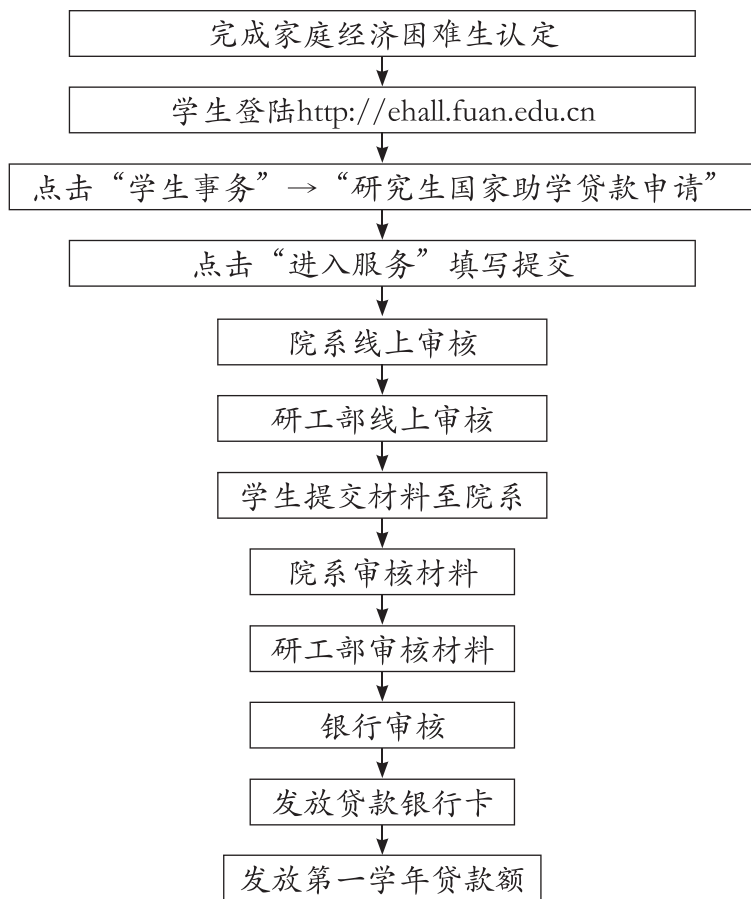 完成家庭经济困难生认定
学生登陆http://ehall.fuan.edu.cn
点击“学生事务”→“研究生国家助学贷款申请”
点击“进入服务”填写提交
院系线上审核
研工部线上审核
学生提交材料至院系
院系审核材料
研工部审核材料
银行审核
发放贷款银行卡
发放第一学年贷款额